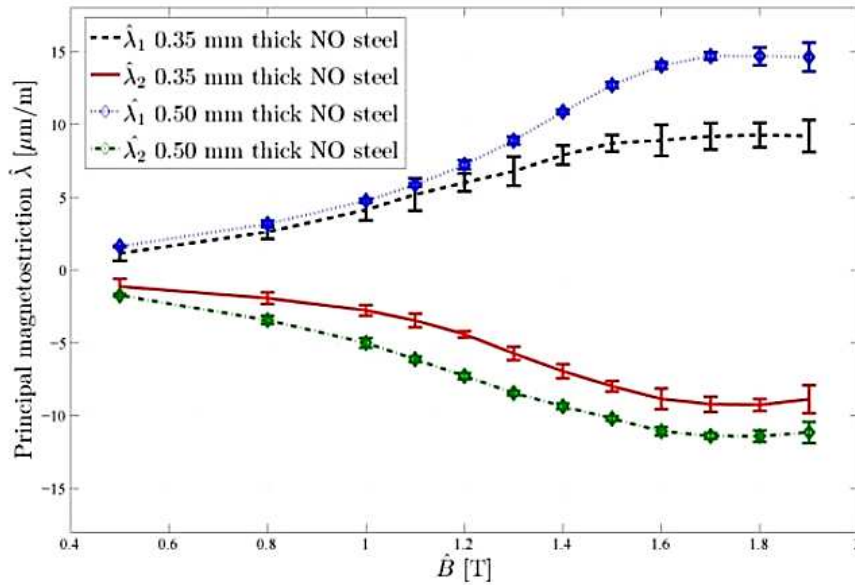 λ̂₁ 0.35 mm thick NO steel
λ̂₂ 0.35 mm thick NO steel
λ̂₁ 0.50 mm thick NO steel
λ̂₂ 0.50 mm thick NO steel
Principal magnetostriction λ̂ [μm/m]
15
10
5
0
−5
−10
−15
0.4 0.6 0.8 1 1.2 1.4 1.6 1.8
B̂ [T]